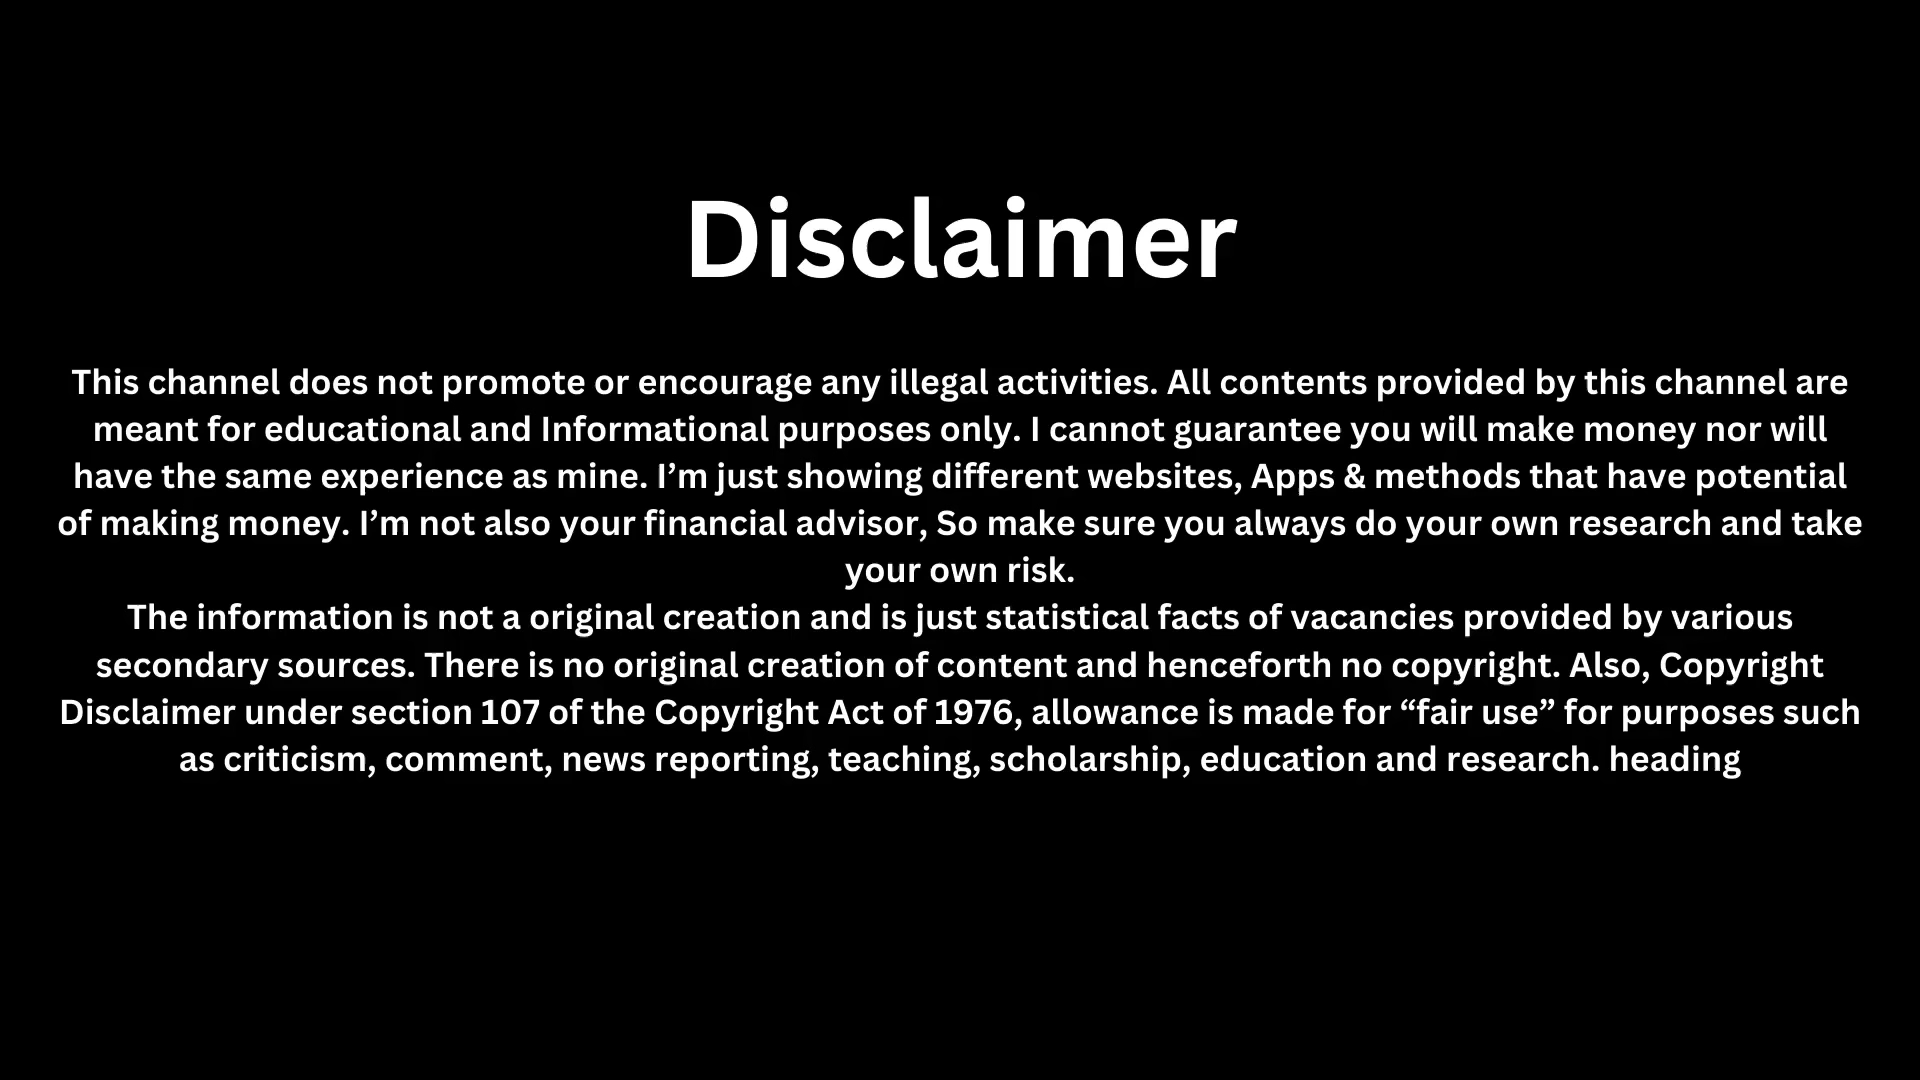 Disclaimer
This channel does not promote or encourage any illegal activities. All contents provided by this channel are
meant for educational and Informational purposes only. I cannot guarantee you will make money nor will
have the same experience as mine. I’m just showing different websites, Apps & methods that have potential
of making money. I’m not also your financial advisor, So make sure you always do your own research and take
your own risk.
The information is not a original creation and is just statistical facts of vacancies provided by various
secondary sources. There is no original creation of content and henceforth no copyright. Also, Copyright
Disclaimer under section 107 of the Copyright Act of 1976, allowance is made for “fair use” for purposes such
as criticism, comment, news reporting, teaching, scholarship, education and research. heading